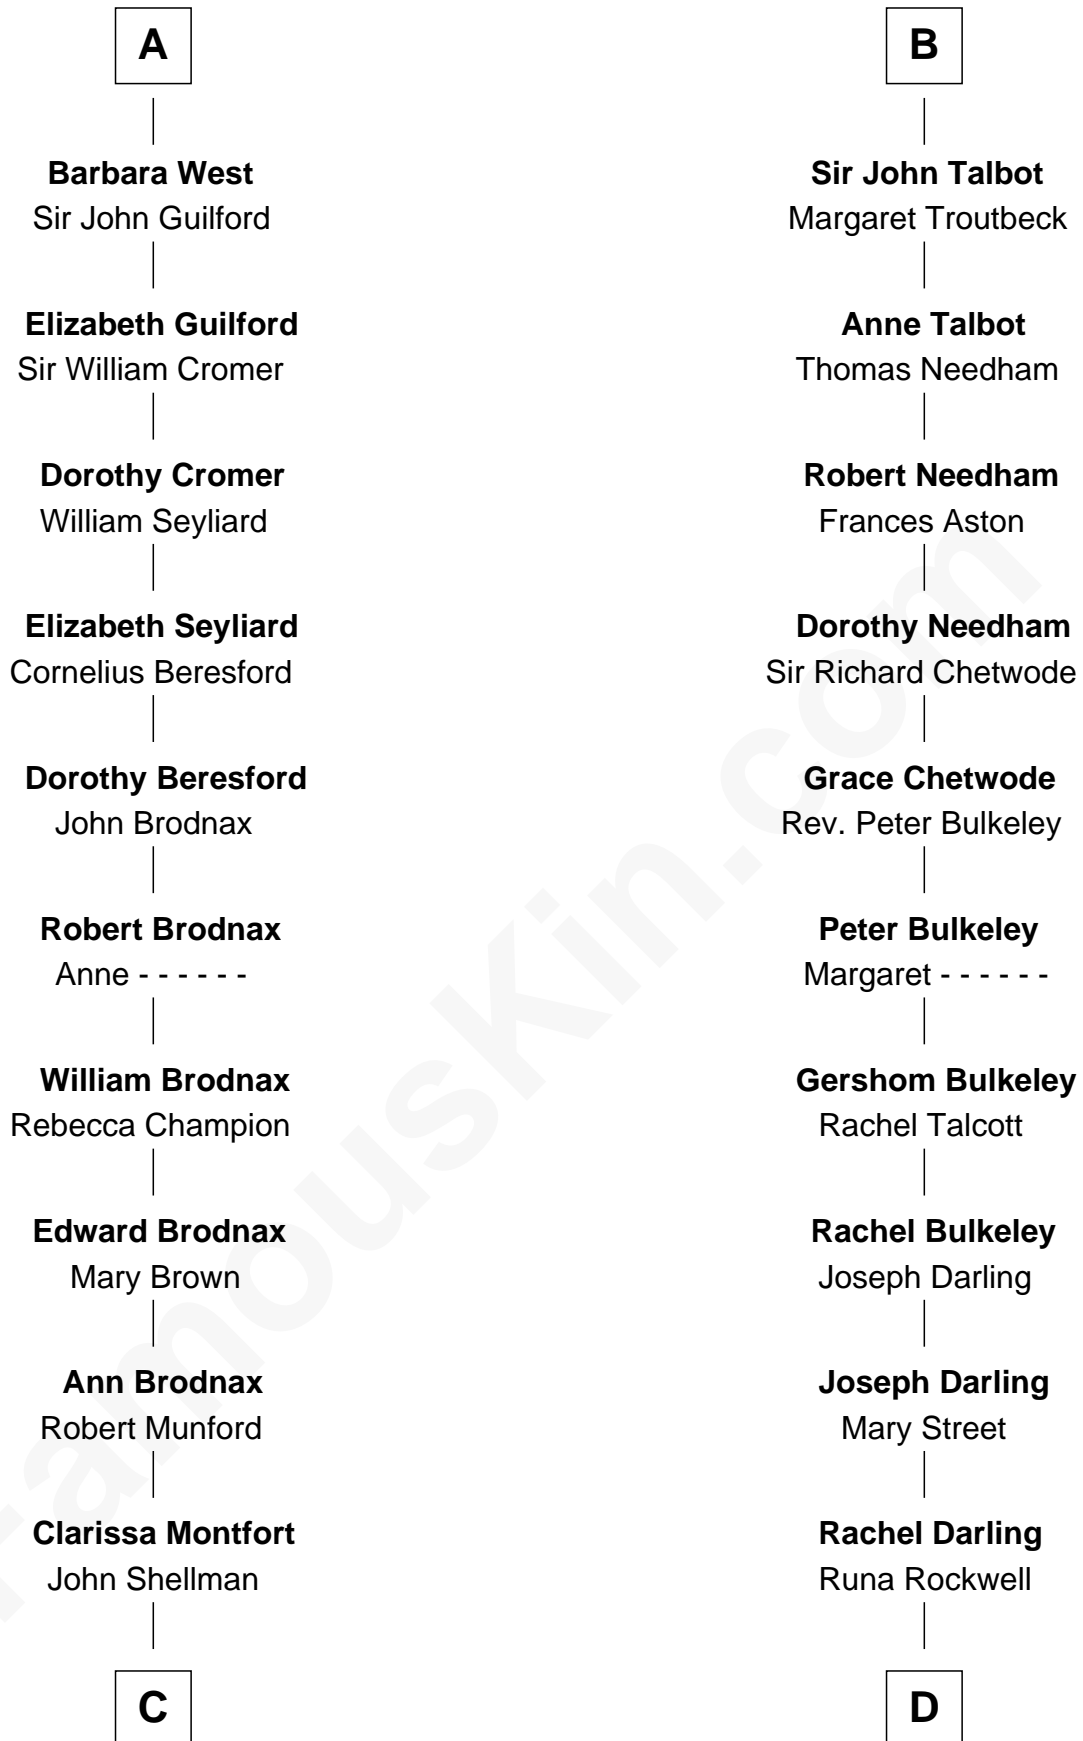 A
Barbara West
Sir John Guilford
Elizabeth Guilford
Sir William Cromer
Dorothy Cromer
William Seyliard
Elizabeth Seyliard
Cornelius Beresford
Dorothy Beresford
John Brodnax
Robert Brodnax
Anne - - - - - -
William Brodnax
Rebecca Champion
Edward Brodnax
Mary Brown
Ann Brodnax
Robert Munford
Clarissa Montfort
John Shellman
C
B
Sir John Talbot
Margaret Troutbeck
Anne Talbot
Thomas Needham
Robert Needham
Frances Aston
Dorothy Needham
Sir Richard Chetwode
Grace Chetwode
Rev. Peter Bulkeley
Peter Bulkeley
Margaret - - - - - -
Gershom Bulkeley
Rachel Talcott
Rachel Bulkeley
Joseph Darling
Joseph Darling
Mary Street
Rachel Darling
Runa Rockwell
D
FamousKin.com